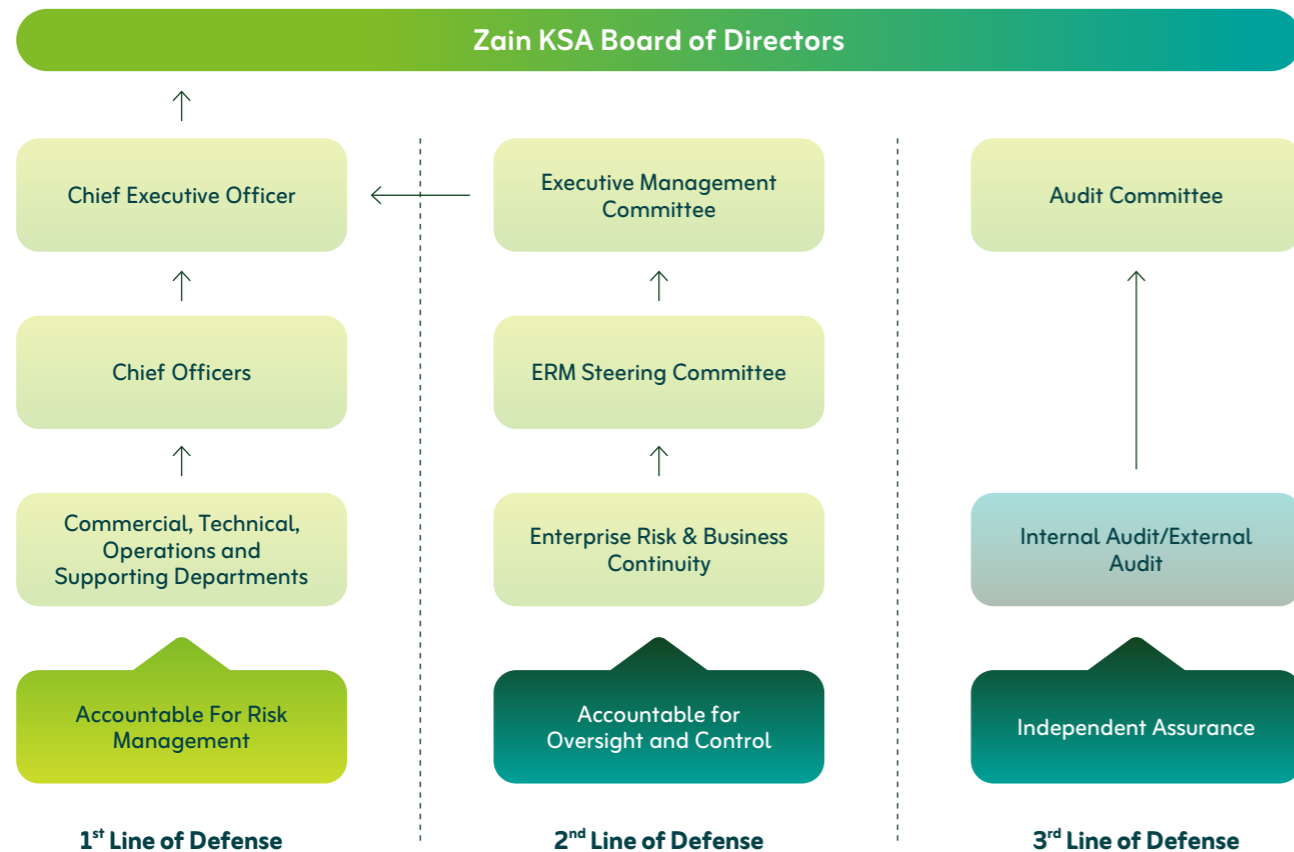 Zain KSA Board of Directors
Chief Executive Officer
Executive Management
Committee
Audit Committee
Chief Officers
ERM Steering Committee
Commercial, Technical,
Operations and
Supporting Departments
Enterprise Risk & Business
Continuity
Internal Audit/External
Audit
Accountable For Risk
Management
Accountable for
Oversight and Control
Independent Assurance
1st Line of Defense
2nd Line of Defense
3rd Line of Defense